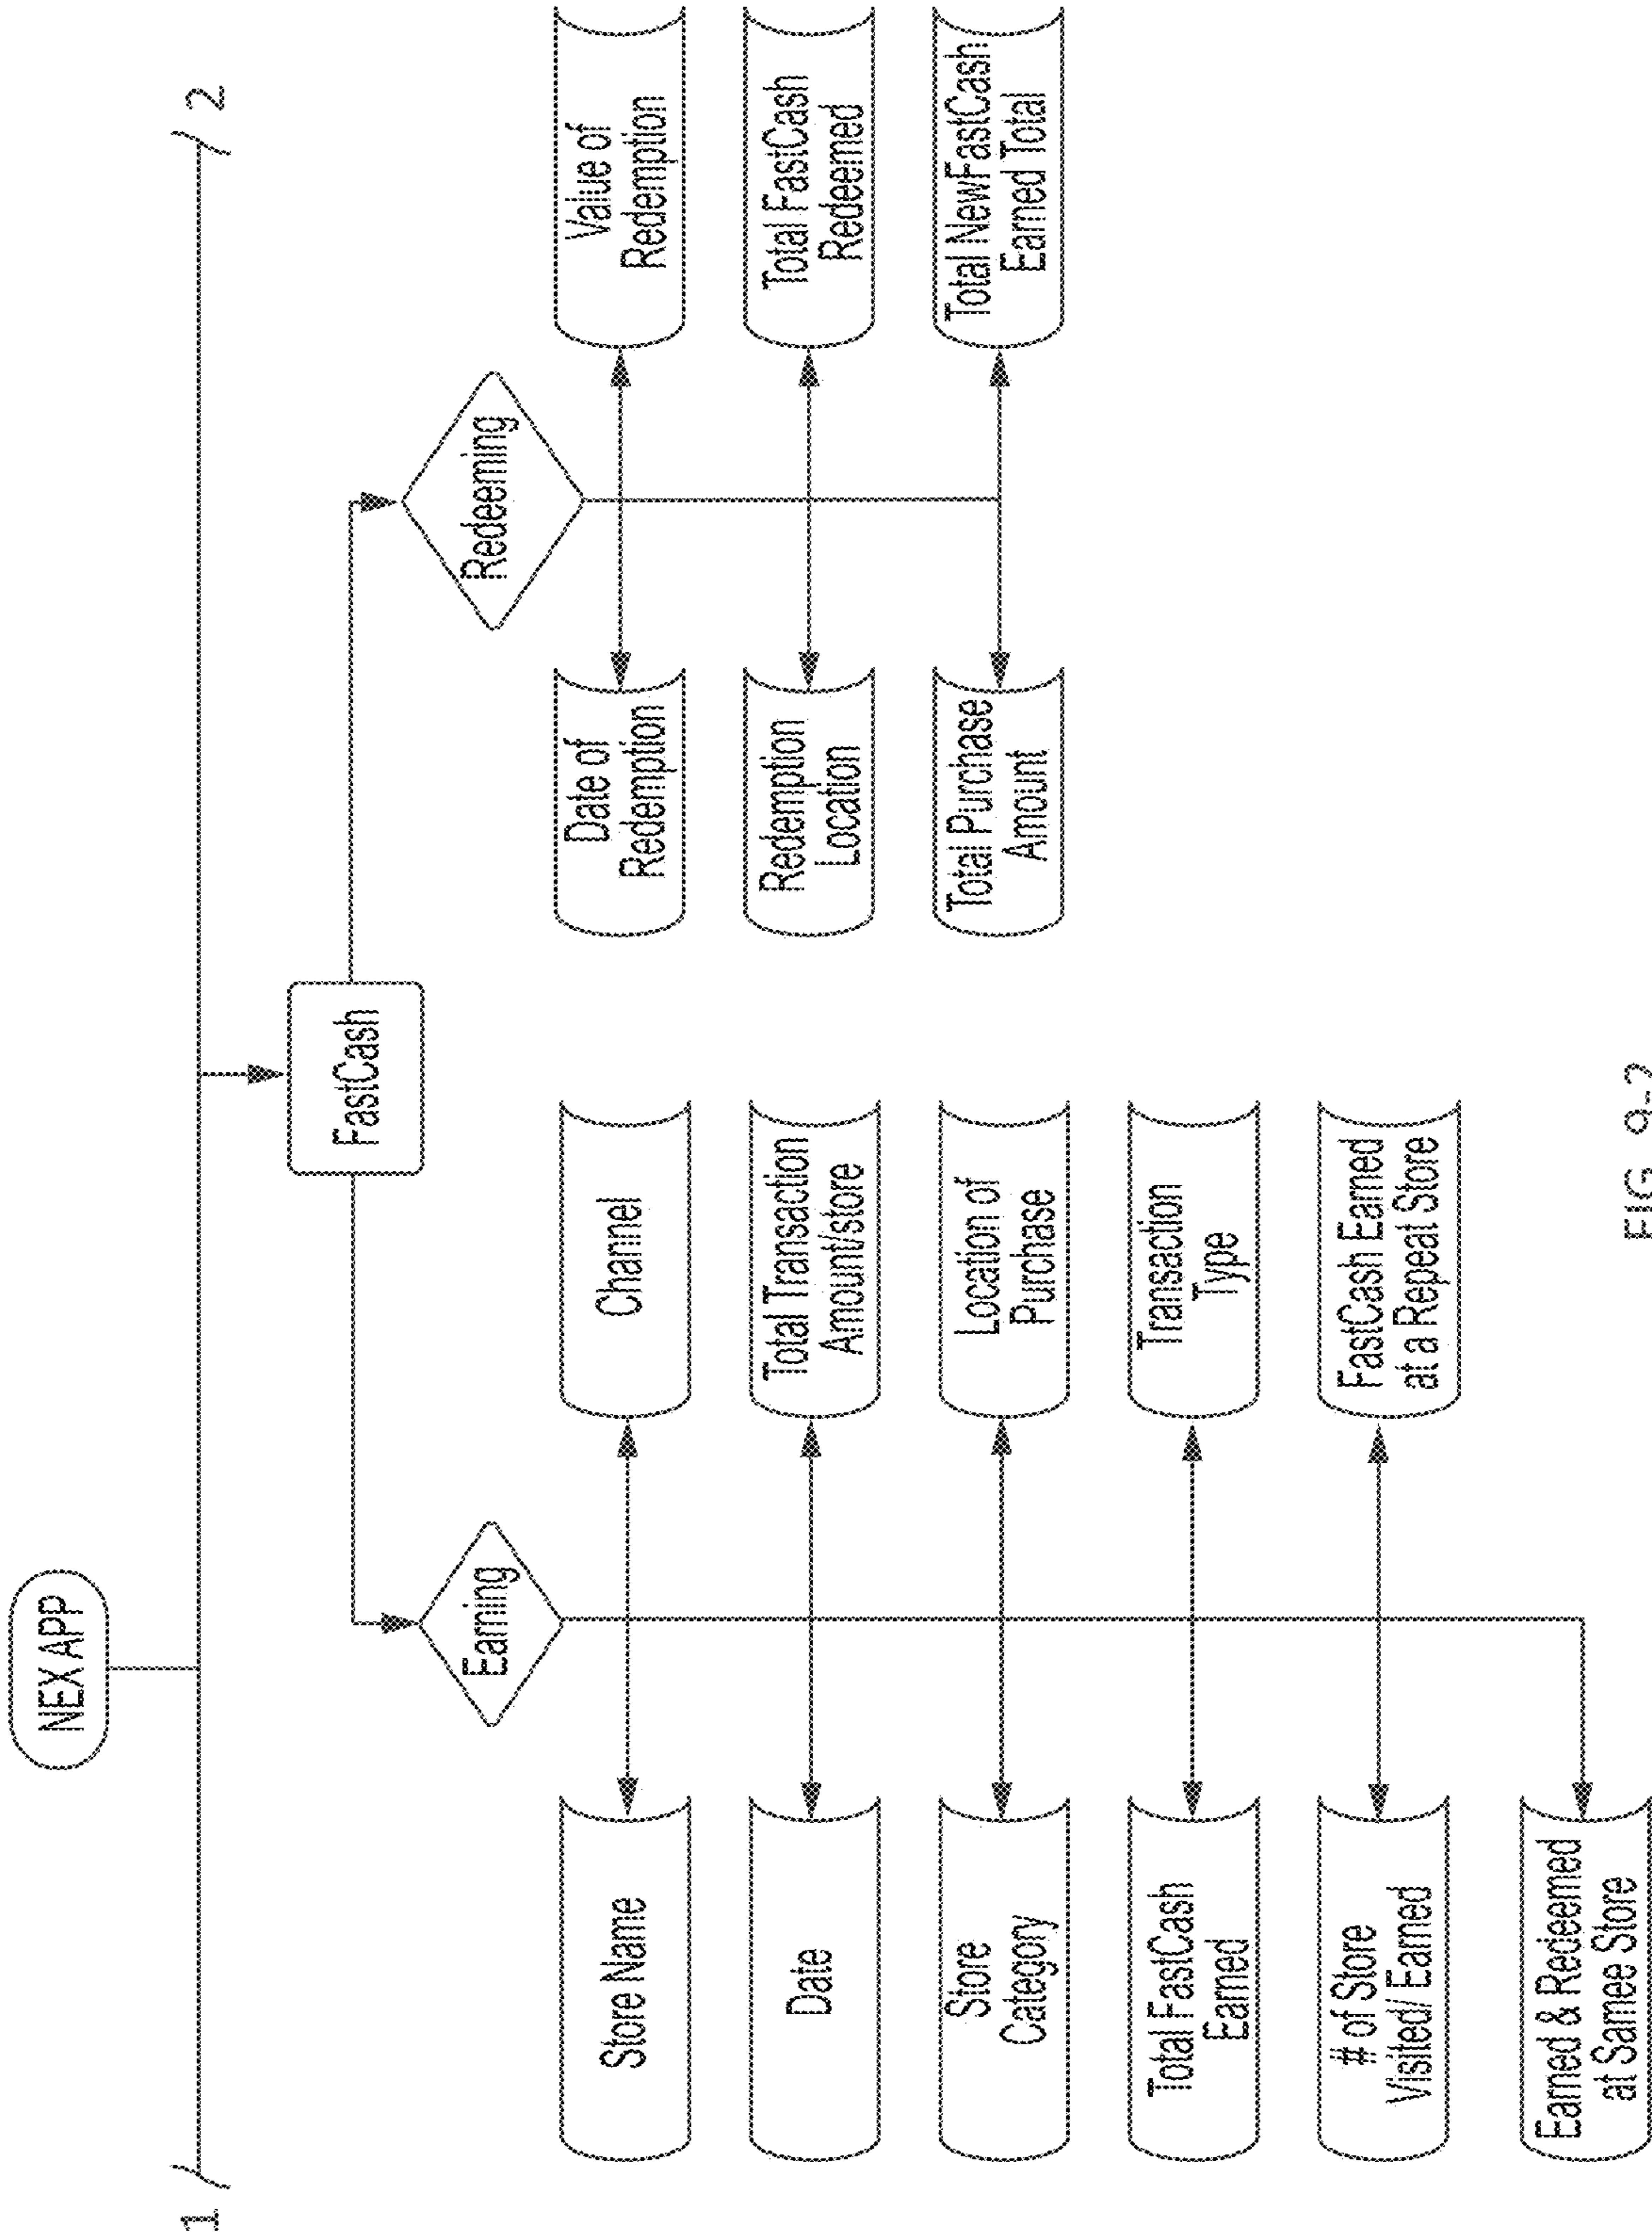 NEX APP
1
2
FastCash
Earning
Redeeming
Store Name
Channel
Date
Total Transaction
Amount/store
Store
Category
Location of
Purchase
Total FastCash
Earned
Transaction
Type
# of Store
Visited/ Earned
FastCash Earned
at a Repeat Store
Earned & Redeemed
at Samee Store
Date of
Redemption
Value of
Redemption
Redemption
Location
Total FastCash
Redeemed
Total Purchase
Amount
Total NewFastCash
Earned Total
FIG. 9-2